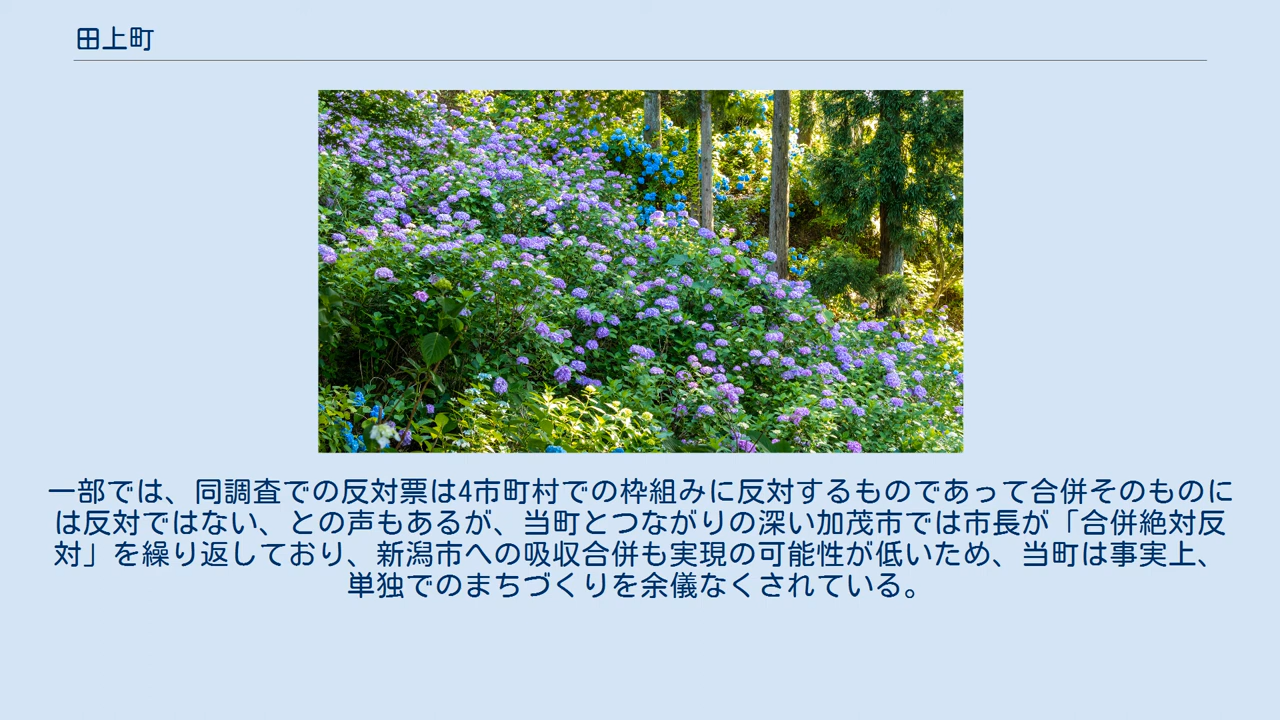 田上町
一部では、同調査での反対票は4市町村での枠組みに反対するものであって合併そのものに
は反対ではない、との声もあるが、当町とつながりの深い加茂市では市長が「合併絶対反
対」を繰り返しており、新潟市への吸収合併も実現の可能性が低いため、当町は事実上、
単独でのまちづくりを余儀なくされている。